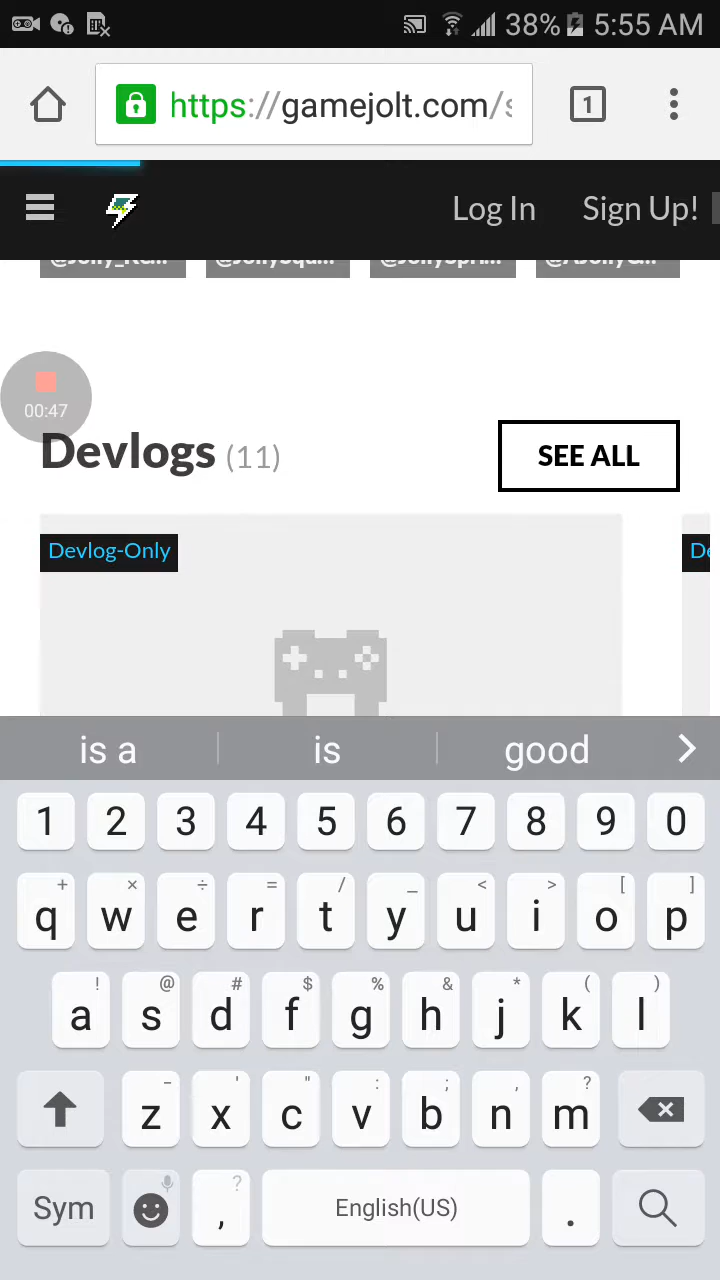 38% 5:55 AM
https://gamejolt.com/s
1
Log In Sign Up!
00:47
Devlogs (11) SEE ALL
Devlog-Only De
is a is good
1 2 3 4 5 6 7 8 9 0
+ × ÷ = / _ < > [ ]
q w e r t y u i o p
! @ # $ % & * ( )
a s d f g h j k l
- ' " : ; , ?
z x c v b n m
Sym , ? English(US) .